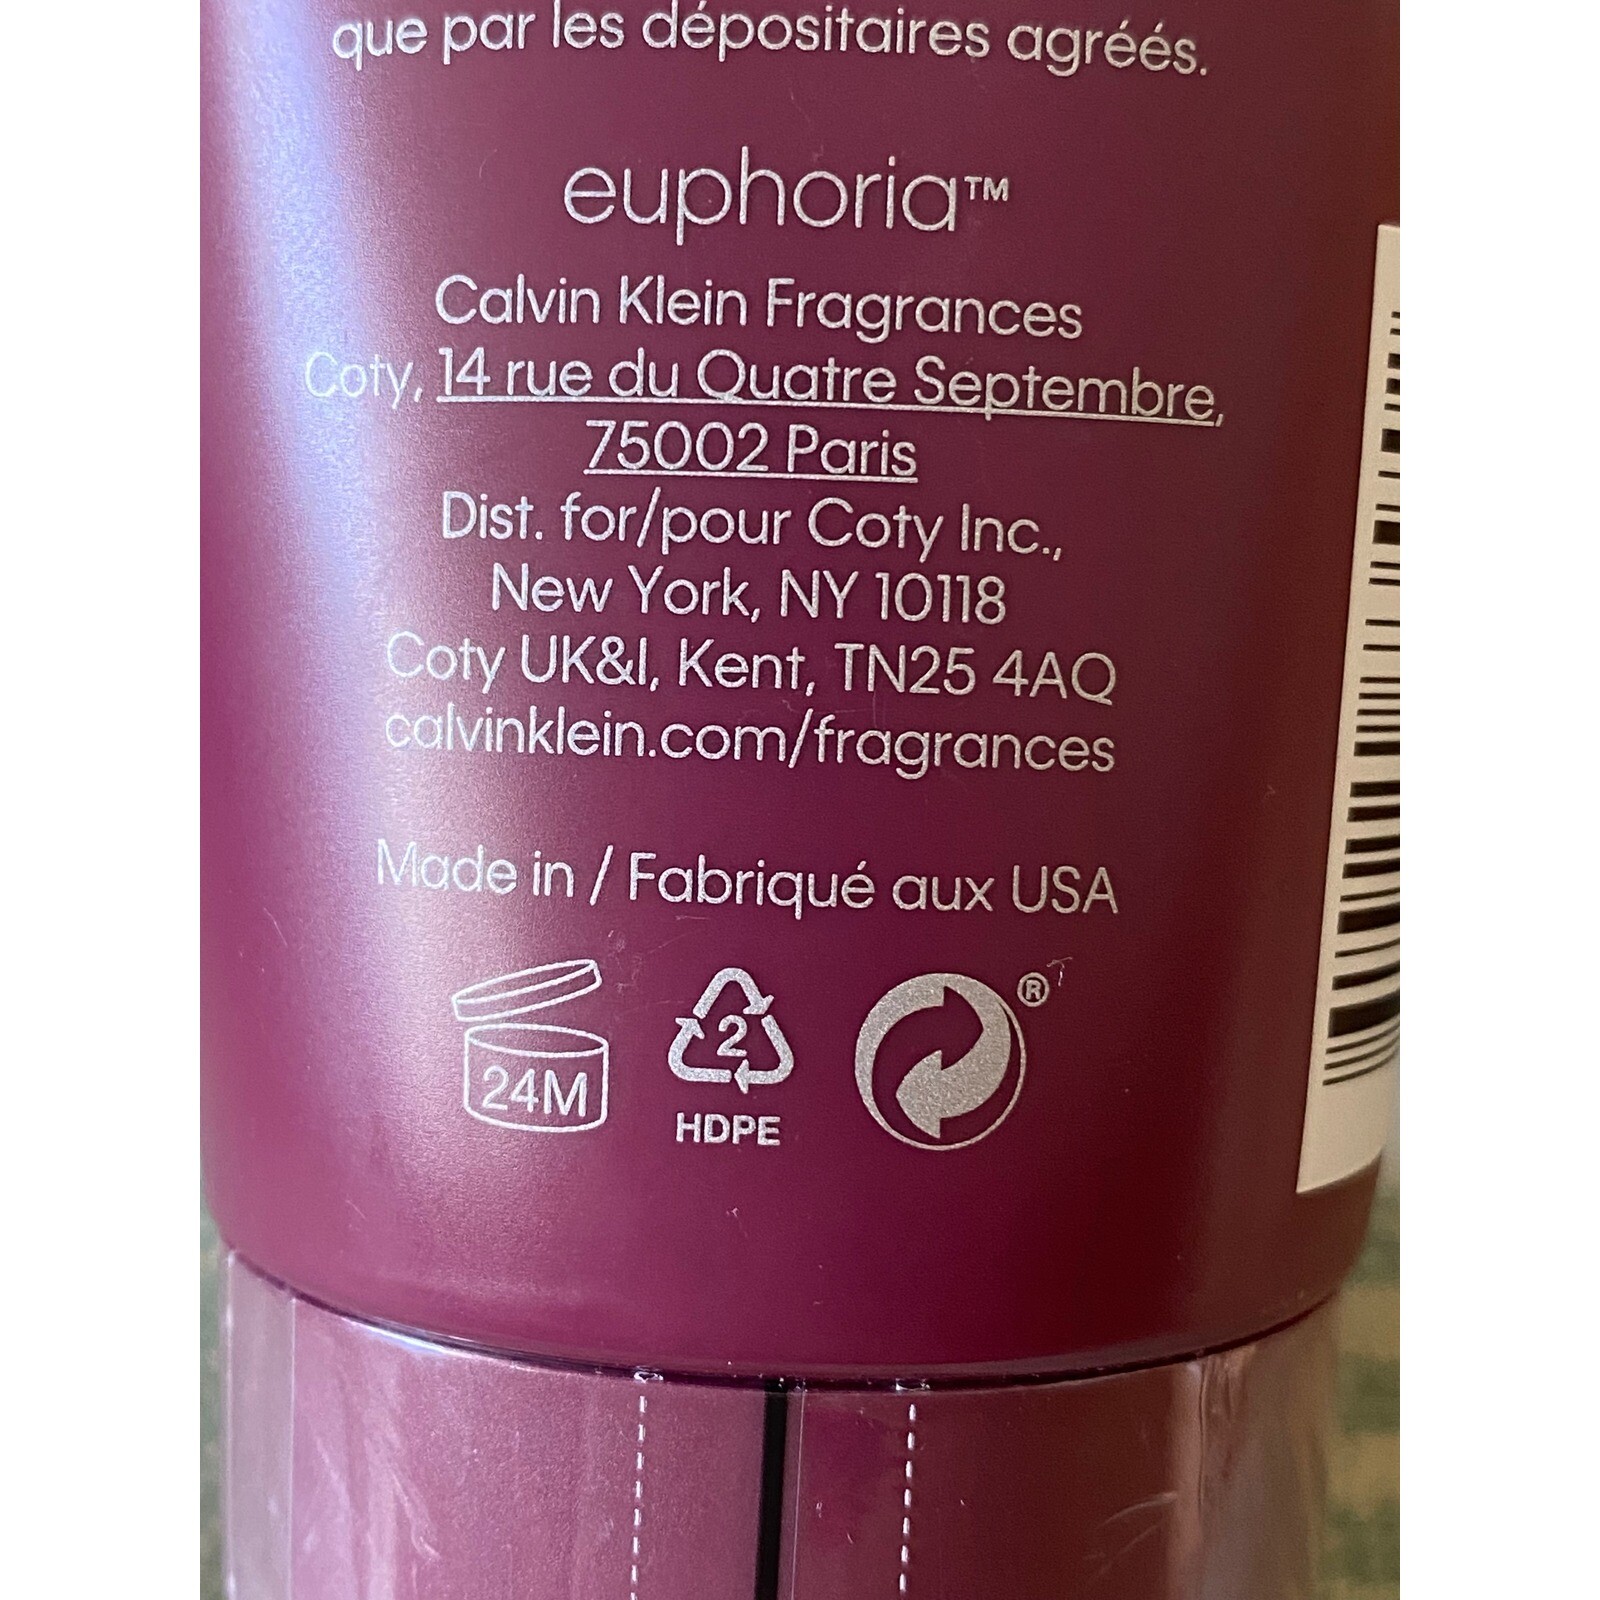 que par les dépositaires agréés.
euphoria™
Calvin Klein Fragrances
Coty, 14 rue du Quatre Septembre,
75002 Paris
Dist. for/pour Coty Inc.,
New York, NY 10118
Coty UK&I, Kent, TN25 4AQ
calvinklein.com/fragrances
Made in / Fabriqué aux USA
24M
2
HDPE
®